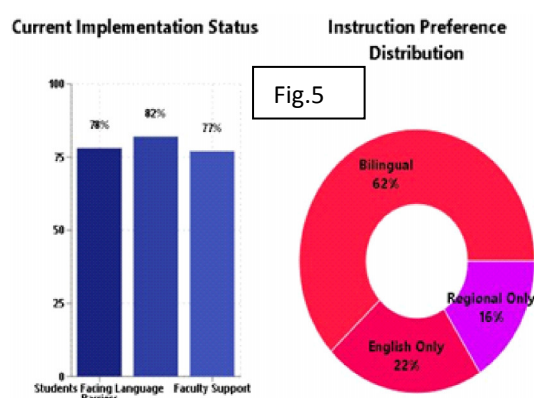 Current Implementation Status
Instruction Preference
Distribution
Fig.5
100
78%
82%
77%
75
50
25
0
Students Facing Language
Faculty Support
Bilingual
62%
Regional Only
16%
English Only
22%